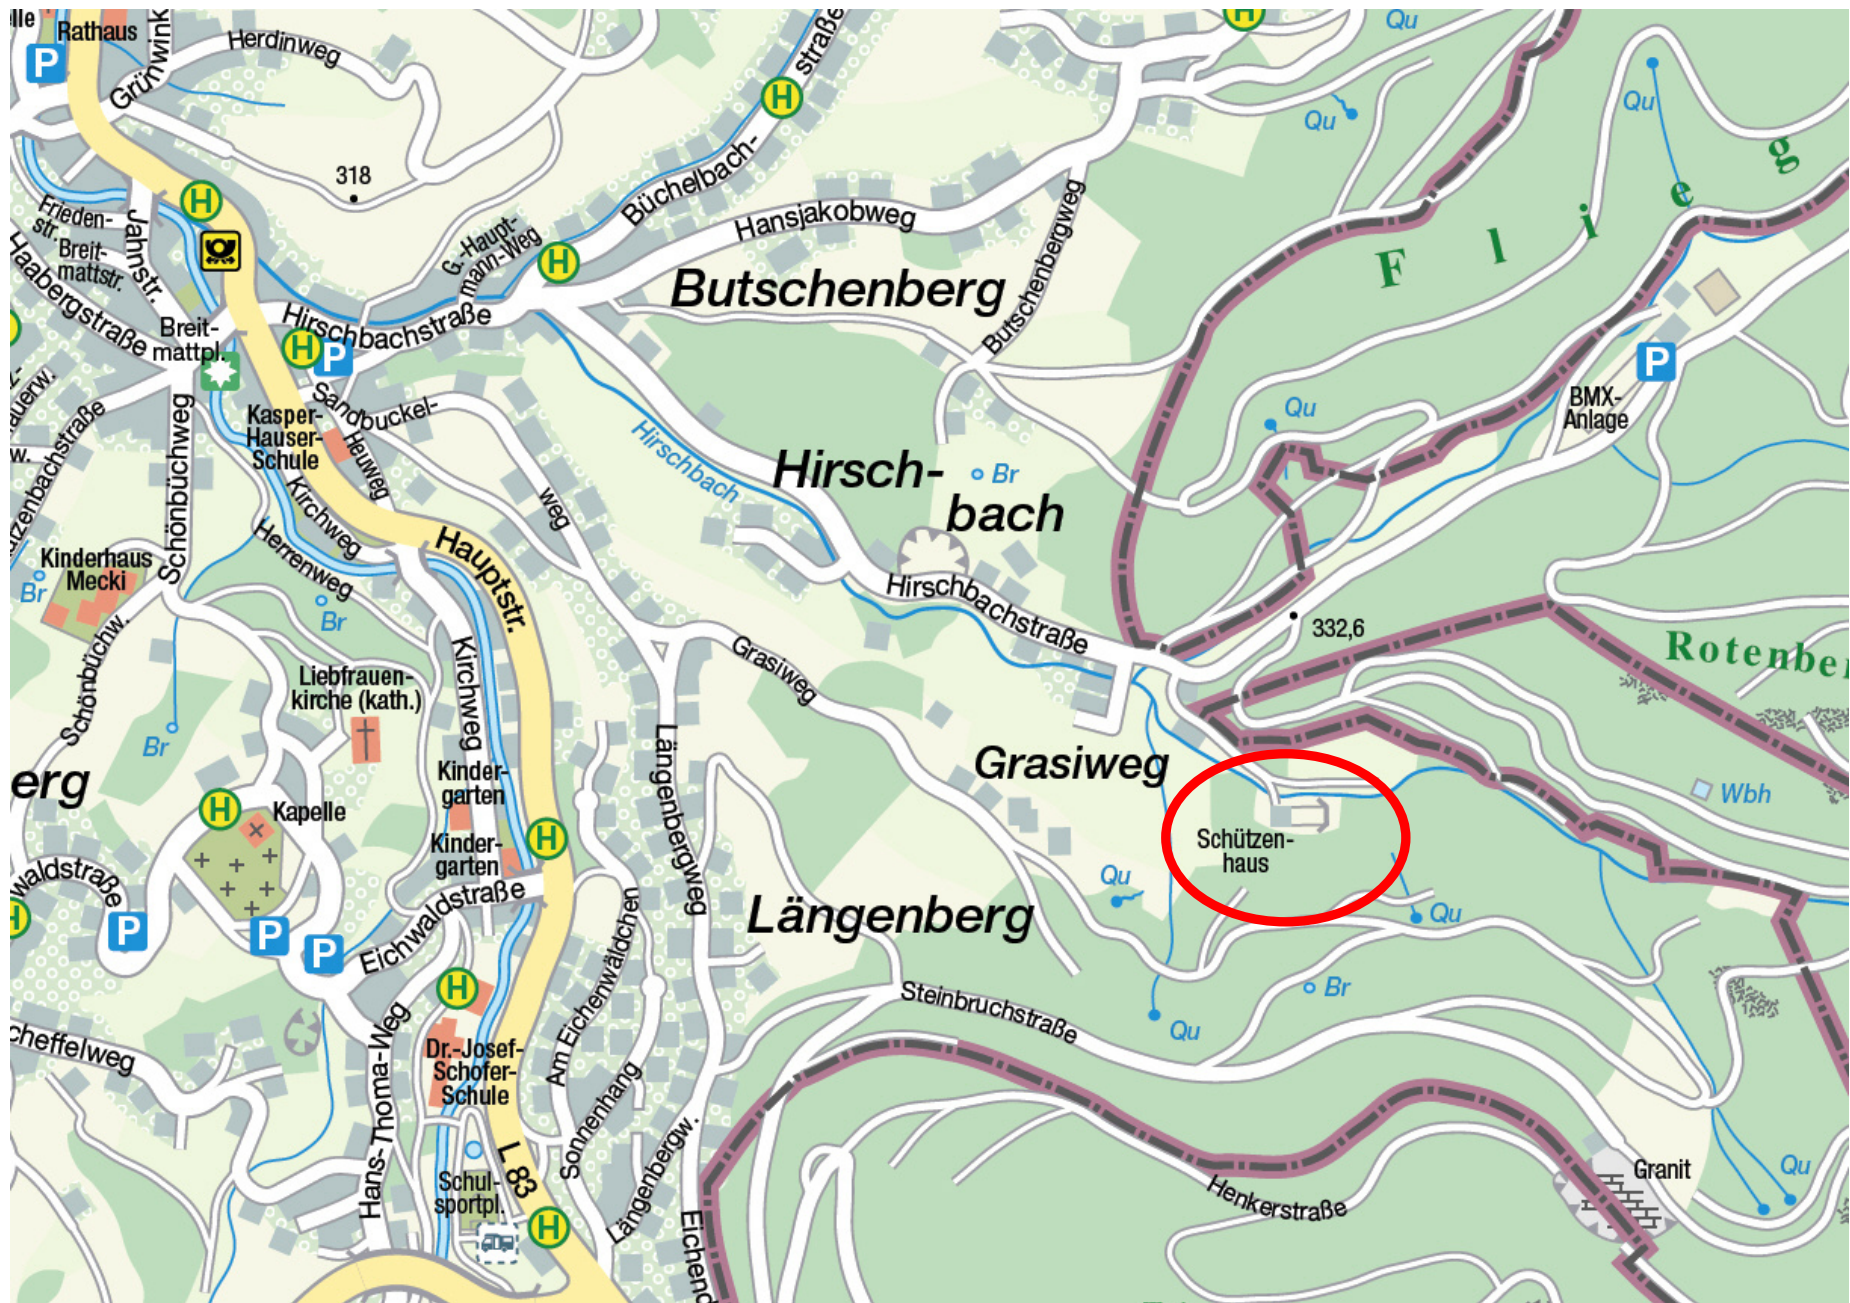 elle
Rathaus
P
Grünwink
Herdinweg
straße
H
H
Qu
Qu
Qu
g
e
i
l
F
318
H
Frieden-
str.
Breit-
mattstr.
Jahnstr.
Haabergstraße
Büchelbach-
G.-Haupt-
mann-Weg
H
Hansjakobweg
Butschenberg
Butschenbergweg
Hirschbachstraße
Breit-
mattpl.
H
P
P
BMX-
Anlage
Sandbuckel-
weg
Kasper-
Hauser-
Schule
Heuweg
Kirchweg
Herrenweg
Hauptstr.
Schönbüchweg
auerw.
w.
Hirschbach
Hirsch-
bach
Br
Qu
Kinderhaus
Mecki
Br
Br
Schönbüchw.
Hirschbachstraße
332,6
Rotenber
Grasiweg
Liebfrauen-
kirche (kath.)
Kirchweg
Br
Längenbergweg
Grasiweg
Wbh
erg
H
Kapelle
Kinder-
garten
Kinder-
garten
H
Schützen-
haus
Qu
Qu
waldstraße
H
P
P
P
Eichwaldstraße
Längenberg
Am Eichenwäldchen
H
Br
Qu
Steinbruchstraße
cheffelweg
Hans-Thoma-Weg
Dr.-Josef-
Schofer-
Schule
Sonnenhang
Längenbergw.
L 83
Schul-
sportpl.
H
Eichend
Henkerstraße
Granit
Qu